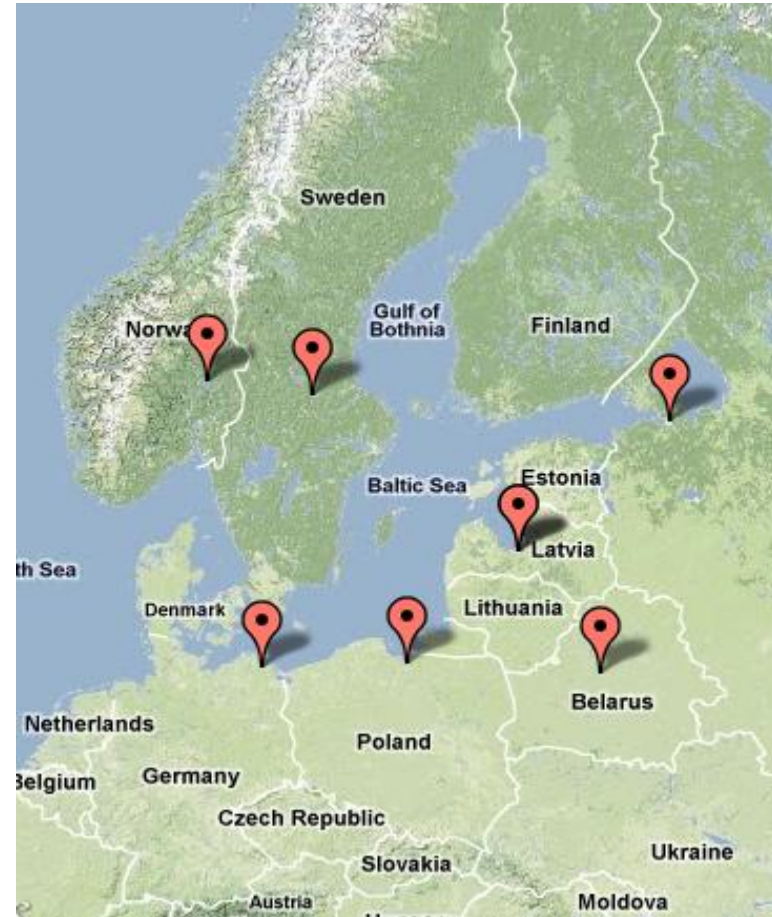 Sweden
Norwa
Gulf of
Bothnia
Finland
Baltic Sea
Estonia
th Sea
Latvia
Denmark
Lithuania
Netherlands
Belarus
Poland
Belgium
Germany
Czech Republic
Slovakia
Ukraine
Austria
Moldova